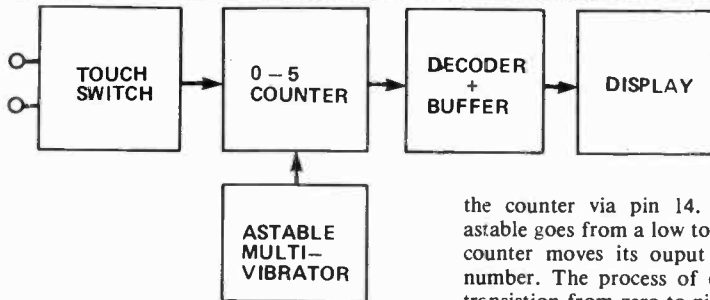 TOUCH
SWITCH
0 – 5
COUNTER
DECODER
+
BUFFER
DISPLAY
ASTABLE
MULTI–
VIBRATOR
the counter via pin 14.
astable goes from a low to
counter moves its ouput
number. The process of